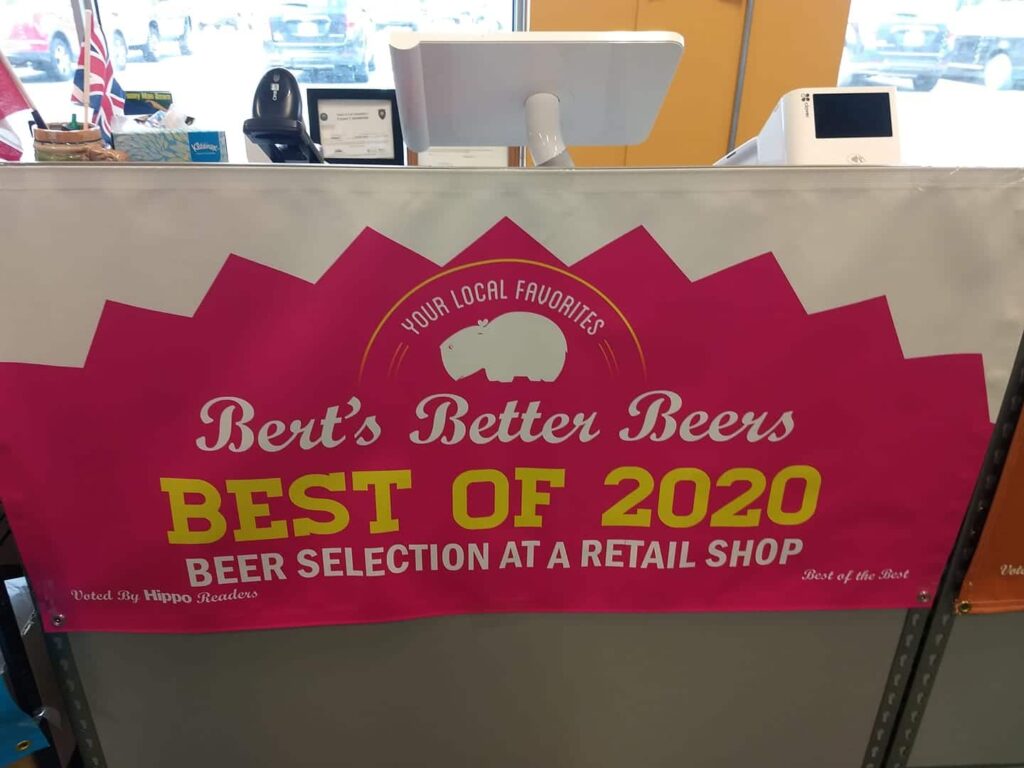 Kleenex
clover
YOUR LOCAL FAVORITES
Bert's Better Beers
BEST OF 2020
BEER SELECTION AT A RETAIL SHOP
Best of the Best
Voted By Hippo Readers